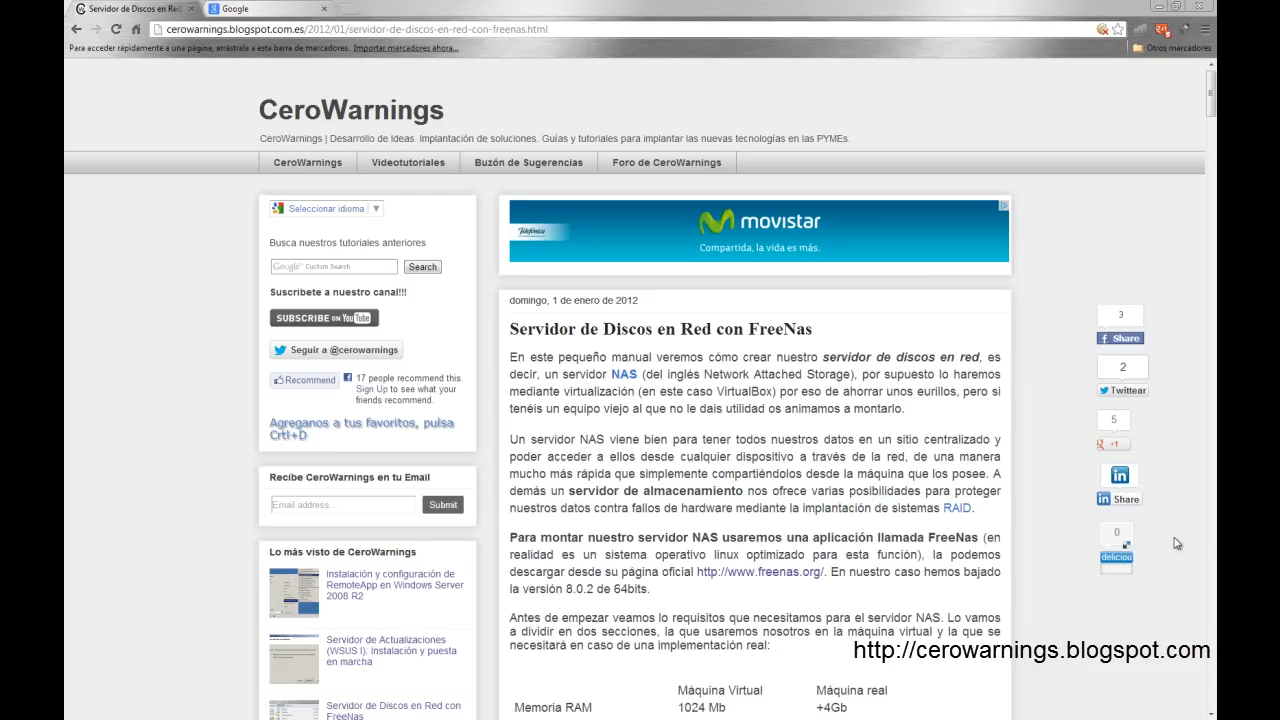 Servidor de Discos en Red
Google
cerowarnings.blogspot.com.es/2012/01/servidor-de-discos-en-red-con-freenas.html
Para acceder rápidamente a una página, arrástrala a esta barra de marcadores. Importar marcadores ahora...
Otros marcadores
CeroWarnings
CeroWarnings | Desarrollo de Ideas. Implantación de soluciones. Guías y tutoriales para implantar las nuevas tecnologías en las PYMEs.
CeroWarnings Videotutoriales Buzón de Sugerencias Foro de CeroWarnings
Seleccionar idioma
Busca nuestros tutoriales anteriores
Google™ Custom Search Search
Suscribete a nuestro canal!!!
SUBSCRIBE ON YouTube
Seguir a @cerowarnings
Recommend
17 people recommend this.
Sign Up to see what your
friends recommend.
Agreganos a tus favoritos, pulsa
Crtl+D
Recibe CeroWarnings en tu Email
Email address... Submit
Lo más visto de CeroWarnings
Instalación y configuración de
RemoteApp en Windows Server
2008 R2
Servidor de Actualizaciones
(WSUS I): Instalación y puesta
en marcha
Servidor de Discos en Red con
FreeNas
Telefónica
movistar
Compartida, la vida es más.
domingo, 1 de enero de 2012
Servidor de Discos en Red con FreeNas
En este pequeño manual veremos cómo crear nuestro servidor de discos en red, es
decir, un servidor NAS (del inglés Network Attached Storage), por supuesto lo haremos
mediante virtualización (en este caso VirtualBox) por eso de ahorrar unos eurillos, pero si
tenéis un equipo viejo al que no le dais utilidad os animamos a montarlo.
Un servidor NAS viene bien para tener todos nuestros datos en un sitio centralizado y
poder acceder a ellos desde cualquier dispositivo a través de la red, de una manera
mucho más rápida que simplemente compartiéndolos desde la máquina que los posee. A
demás un servidor de almacenamiento nos ofrece varias posibilidades para proteger
nuestros datos contra fallos de hardware mediante la implantación de sistemas RAID.
Para montar nuestro servidor NAS usaremos una aplicación llamada FreeNas (en
realidad es un sistema operativo linux optimizado para esta función), la podemos
descargar desde su página oficial http://www.freenas.org/. En nuestro caso hemos bajado
la versión 8.0.2 de 64bits.
Antes de empezar veamos lo requisitos que necesitamos para el servidor NAS. Lo vamos
a dividir en dos secciones, la que usaremos nosotros en la máquina virtual y la que se
necesitará en caso de una implementación real:
Máquina Virtual Máquina real
Memoria RAM 1024 Mb +4Gb
3
Share
2
Twittear
5
+1
in
Share
0
deliciou
http://cerowarnings.blogspot.com